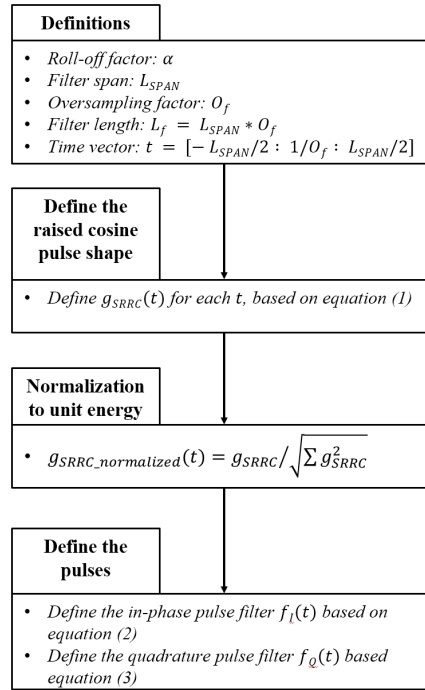 Definitions
• Roll-off factor: α
• Filter span: L_SPAN
• Oversampling factor: O_f
• Filter length: L_f = L_SPAN * O_f
• Time vector: t = [− L_SPAN/2 : 1/O_f : L_SPAN/2]
Define the
raised cosine
pulse shape
• Define g_SRRC(t) for each t, based on equation (1)
Normalization
to unit energy
• g_SRRC_normalized(t) = g_SRRC/√(∑ g²_SRRC)
Define the
pulses
• Define the in-phase pulse filter f_I(t) based on
equation (2)
• Define the quadrature pulse filter f_Q(t) based
equation (3)